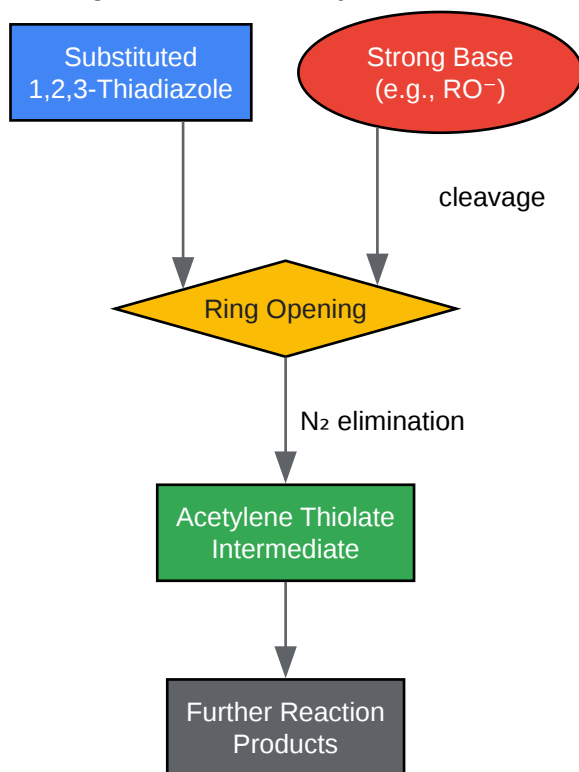 Substituted
1,2,3-Thiadiazole
Strong Base
(e.g., RO⁻)
cleavage
Ring Opening
N₂ elimination
Acetylene Thiolate
Intermediate
Further Reaction
Products